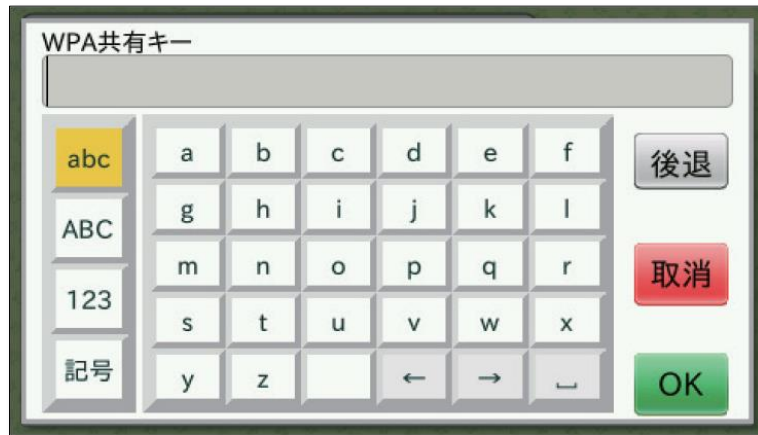 WPA共有キー
abc a b c d e f 後退
ABC g h i j k l
m n o p q r 取消
123 s t u v w x
記号 y z ← → ⎵ OK